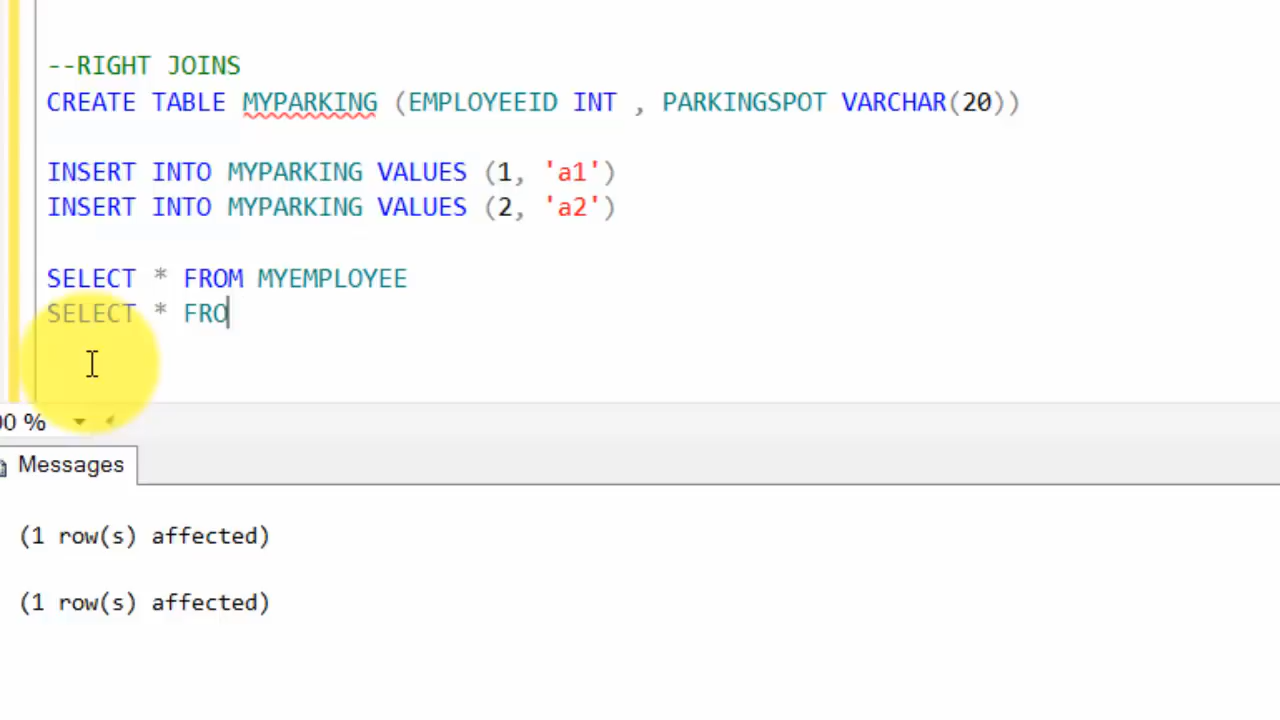 --RIGHT JOINS
CREATE TABLE MYPARKING (EMPLOYEEID INT , PARKINGSPOT VARCHAR(20))
INSERT INTO MYPARKING VALUES (1, 'a1')
INSERT INTO MYPARKING VALUES (2, 'a2')
SELECT * FROM MYEMPLOYEE
SELECT * FRO
00 %
Messages
(1 row(s) affected)
(1 row(s) affected)